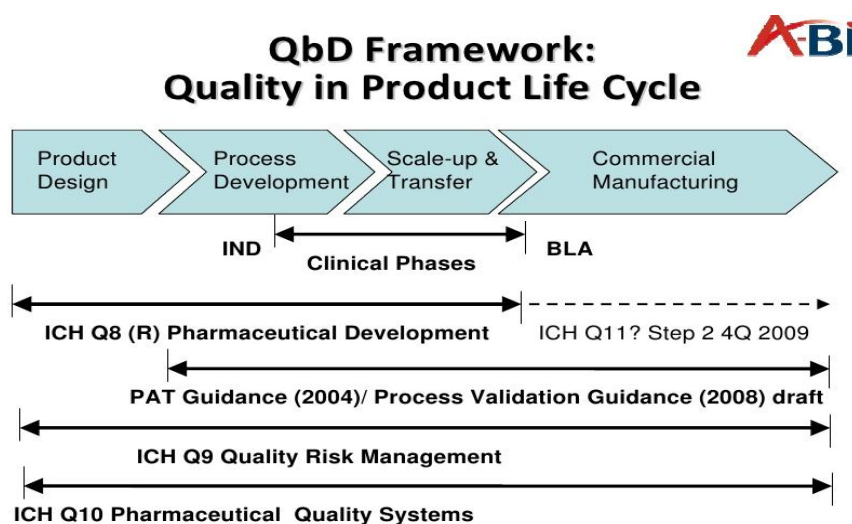 QbD Framework:
Quality in Product Life Cycle
A-Bi
Product
Design
Process
Development
Scale-up &
Transfer
Commercial
Manufacturing
IND
Clinical Phases
BLA
ICH Q8 (R) Pharmaceutical Development
ICH Q11? Step 2 4Q 2009
PAT Guidance (2004)/ Process Validation Guidance (2008) draft
ICH Q9 Quality Risk Management
ICH Q10 Pharmaceutical  Quality Systems